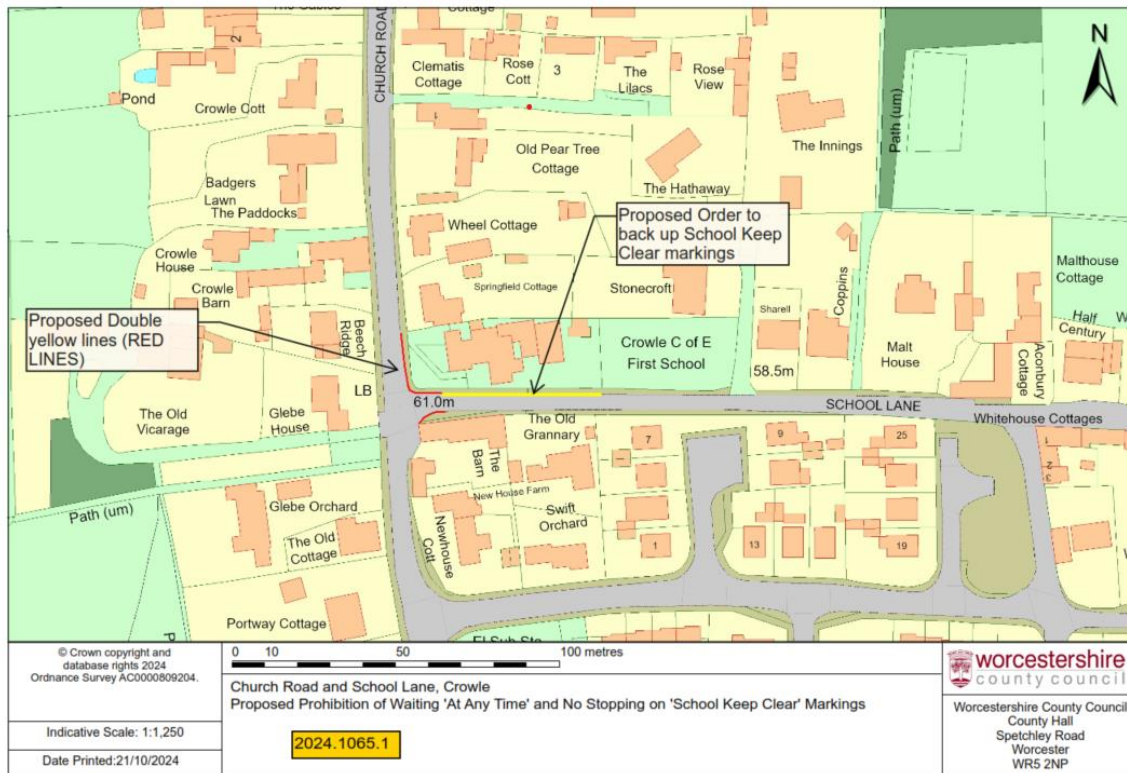 The Gables
Cottage
N
2
CHURCH ROAD
Clematis
Cottage
Rose
Cott
3
The
Lilacs
Rose
View
Pond
Crowle Cott
1
Path (um)
Old Pear Tree
Cottage
The Innings
Badgers
Lawn
The Paddocks
The Hathaway
Wheel Cottage
Proposed Order to
back up School Keep
Clear markings
Crowle
House
Crowle
Barn
Springfield Cottage
Stonecroft
Sharell
Coppins
Malthouse
Cottage
Half
Century
W
Proposed Double
yellow lines (RED
LINES)
Beech
Ridge
Crowle C of E
First School
58.5m
Malt
House
Aconbury
Cottage
LB
61.0m
SCHOOL LANE
The Old
Vicarage
Glebe
House
The Old
Grannary
Whitehouse Cottages
7
9
25
1
2
3
The
Barn
New House Farm
Path (um)
Glebe Orchard
Swift
Orchard
The Old
Cottage
Newhouse
Cott
1
13
19
Portway Cottage
El Sub Sta
© Crown copyright and
database rights 2024
Ordnance Survey AC0000809204.
0 10 50 100 metres
Church Road and School Lane, Crowle
Proposed Prohibition of Waiting 'At Any Time' and No Stopping on 'School Keep Clear' Markings
Indicative Scale: 1:1,250
2024.1065.1
Date Printed:21/10/2024
worcestershire
county council
Worcestershire County Council
County Hall
Spetchley Road
Worcester
WR5 2NP